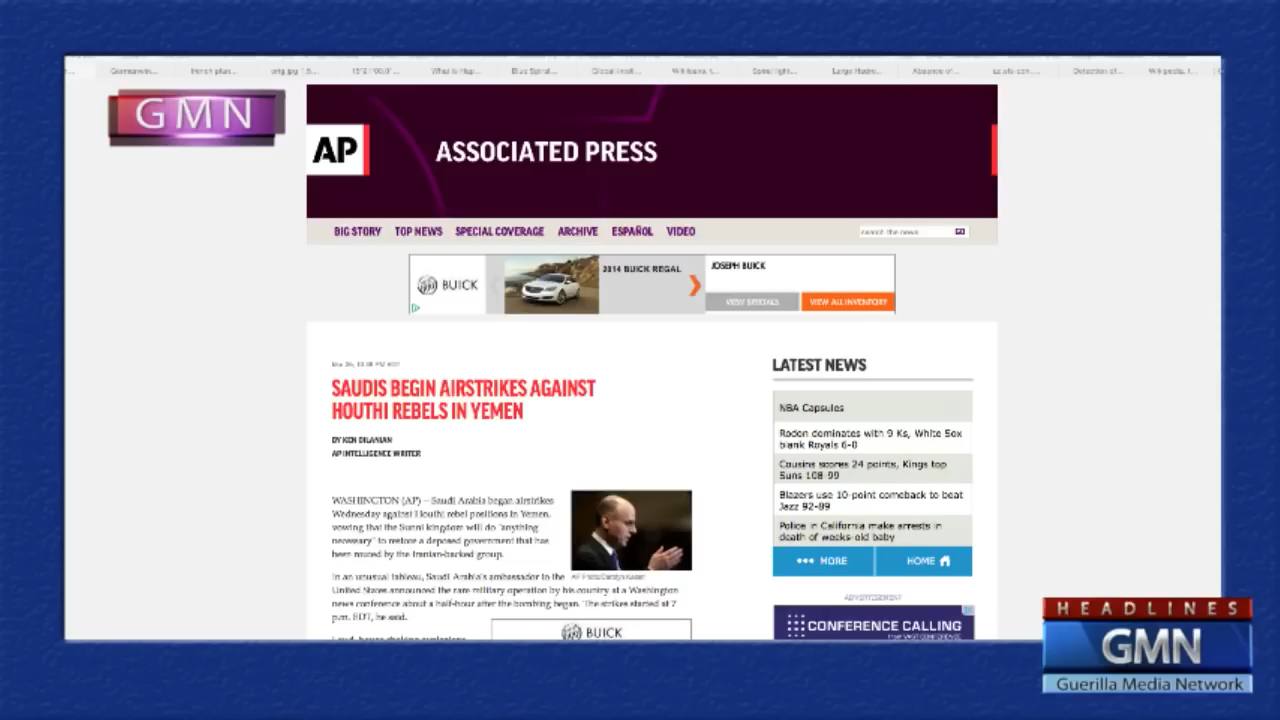 GMN
AP
ASSOCIATED PRESS
BIG STORY TOP NEWS SPECIAL COVERAGE ARCHIVE ESPAÑOL VIDEO
search the news GO
BUICK
2014 BUICK REGAL
JOSEPH BUICK
VIEW SPECIALS
VIEW ALL INVENTORY
SAUDIS BEGIN AIRSTRIKES AGAINST
HOUTHI REBELS IN YEMEN
BY KEN DILANIAN
AP INTELLIGENCE WRITER
WASHINGTON (AP) -- Saudi Arabia began airstrikes
Wednesday against Houthi rebel positions in Yemen,
vowing that the Sunni kingdom will do "anything
necessary" to restore a deposed government that has
been routed by the Iranian-backed group.
In an unusual tableau, Saudi Arabia's ambassador to the
United States announced the rare military operation by his country at a Washington
news conference about a half-hour after the bombing began. The strikes started at 7
p.m. EDT, he said.
BUICK
LATEST NEWS
NBA Capsules
Rodon dominates with 9 Ks, White Sox
blank Royals 6-0
Cousins scores 24 points, Kings top
Suns 108-99
Blazers use 10-point comeback to beat
Jazz 92-89
Police in California make arrests in
death of weeks-old baby
MORE
HOME
ADVERTISEMENT
CONFERENCE CALLING
HEADLINES
GMN
Guerilla Media Network